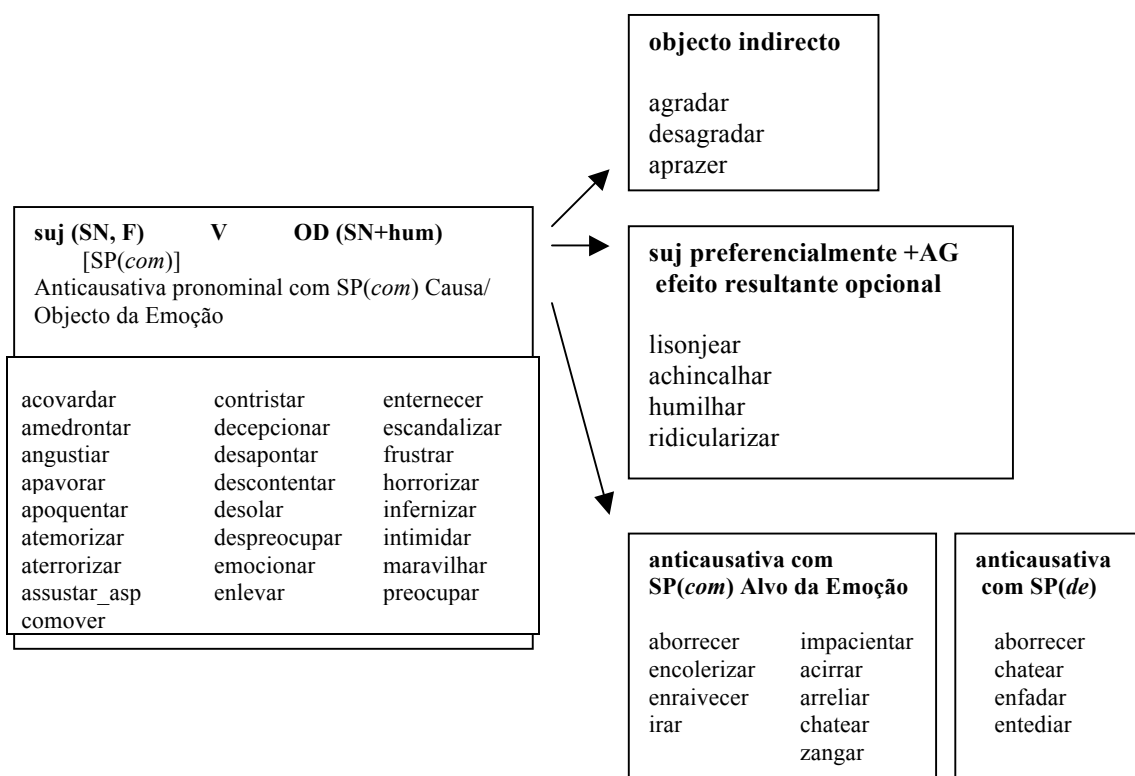 objecto indirecto
agradar
desagradar
aprazer
suj (SN, F) V OD (SN+hum)
[SP(com)]
Anticausativa pronominal com SP(com) Causa/
Objecto da Emoção
acovardar contristar enternecer
amedrontar decepcionar escandalizar
angustiar desapontar frustrar
apavorar descontentar horrorizar
apoquentar desolar infernizar
atemorizar despreocupar intimidar
aterrorizar emocionar maravilhar
assustar_asp enlevar preocupar
comover
suj preferencialmente +AG
efeito resultante opcional
lisonjear
achincalhar
humilhar
ridicularizar
anticausativa com
SP(com) Alvo da Emoção
aborrecer impacientar
encolerizar acirrar
enraivecer arreliar
irar chatear
zangar
anticausativa
com SP(de)
aborrecer
chatear
enfadar
entediar